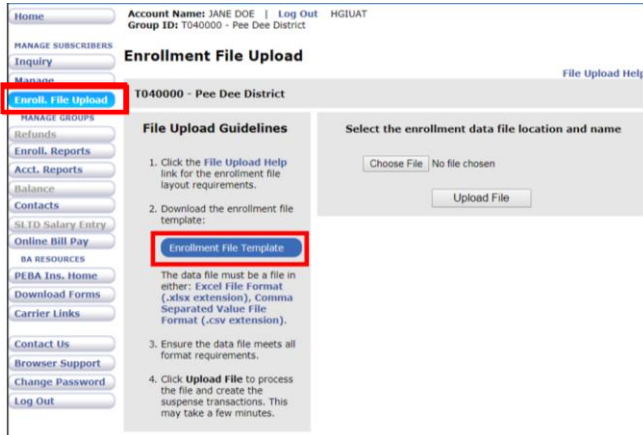 Home
Account Name: JANE DOE | Log Out HGIUAT
Group ID: T040000 - Pee Dee District
MANAGE SUBSCRIBERS
Inquiry
Manage
Enroll. File Upload
MANAGE GROUPS
Refunds
Enroll. Reports
Acct. Reports
Balance
Contacts
SLTD Salary Entry
Online Bill Pay
BA RESOURCES
PEBA Ins. Home
Download Forms
Carrier Links
Contact Us
Browser Support
Change Password
Log Out
Enrollment File Upload
File Upload Help
T040000 - Pee Dee District
File Upload Guidelines
1. Click the File Upload Help
link for the enrollment file
layout requirements.
2. Download the enrollment file
template:
Enrollment File Template
The data file must be a file in
either: Excel File Format
(.xlsx extension), Comma
Separated Value File
Format (.csv extension).
3. Ensure the data file meets all
format requirements.
4. Click Upload File to process
the file and create the
suspense transactions. This
may take a few minutes.
Select the enrollment data file location and name
Choose File No file chosen
Upload File